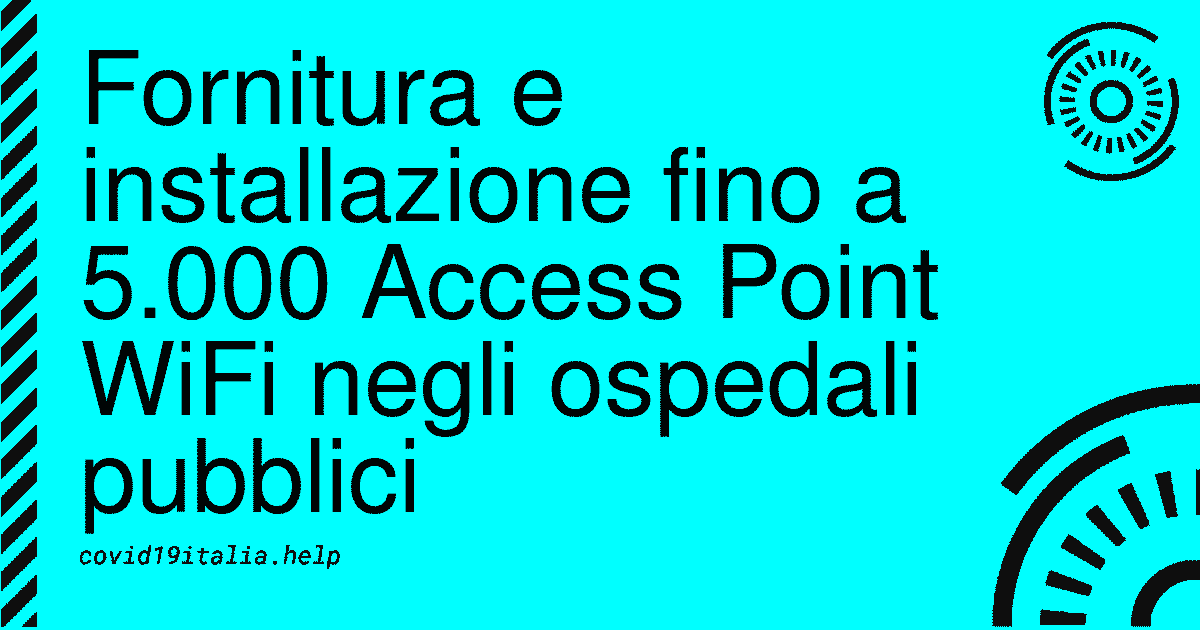 Fornitura e
installazione fino a
5.000 Access Point
WiFi negli ospedali
pubblici
covid19italia.help